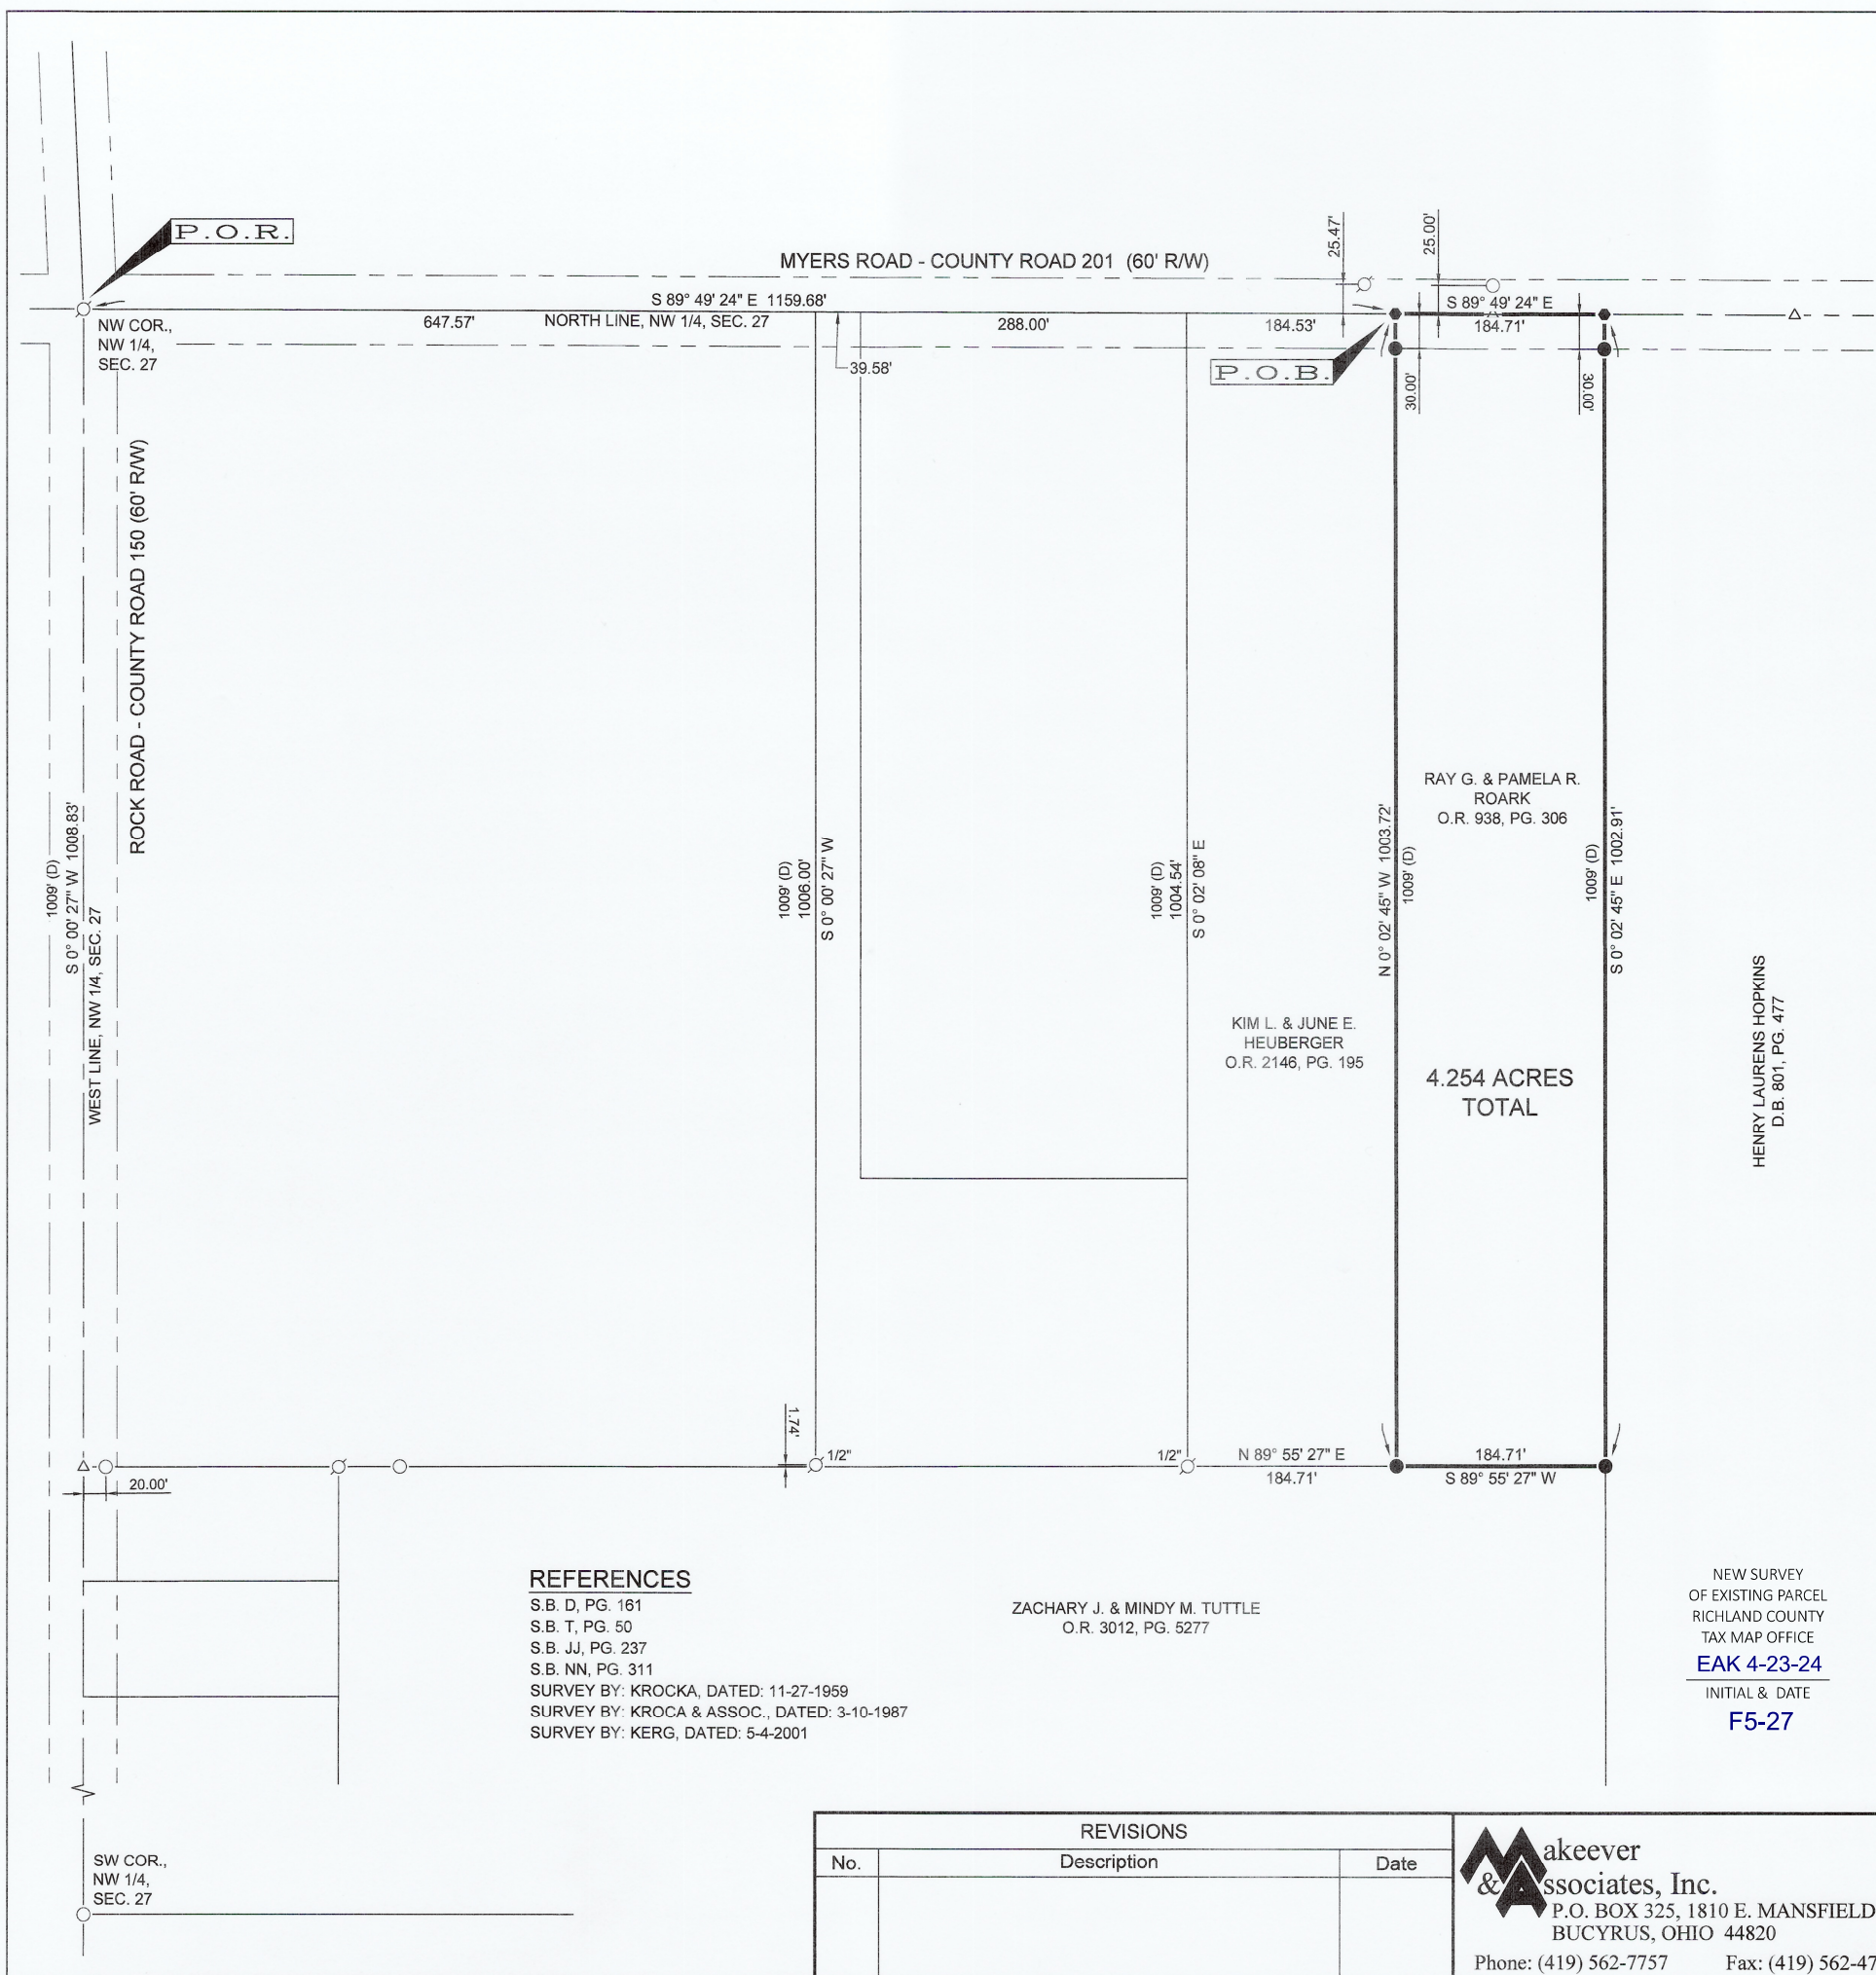 P.O.R.
MYERS ROAD - COUNTY ROAD 201 (60' R/W)
25.47'
25.00'
S 89° 49' 24" E 1159.68'
647.57'
NORTH LINE, NW 1/4, SEC. 27
288.00'
184.53'
S 89° 49' 24" E
184.71'
NW COR.,
NW 1/4,
SEC. 27
39.58'
P.O.B.
30.00'
30.00'
ROCK ROAD - COUNTY ROAD 150 (60' R/W)
1009' (D)
S 0° 00' 27" W 1008.83'
WEST LINE, NW 1/4, SEC. 27
1009' (D)
1006.00'
S 0° 00' 27" W
1009' (D)
1004.54'
S 0° 02' 08" E
N 0° 02' 45" W 1003.72'
1009' (D)
RAY G. & PAMELA R.
ROARK
O.R. 938, PG. 306
1009' (D)
S 0° 02' 45" E 1002.91'
KIM L. & JUNE E.
HEUBERGER
O.R. 2146, PG. 195
4.254 ACRES
TOTAL
HENRY LAURENS HOPKINS
D.B. 801, PG. 477
1.74'
1/2"
1/2"
N 89° 55' 27" E
184.71'
184.71'
S 89° 55' 27" W
20.00'
REFERENCES
S.B. D, PG. 161
S.B. T, PG. 50
S.B. JJ, PG. 237
S.B. NN, PG. 311
SURVEY BY: KROCKA, DATED: 11-27-1959
SURVEY BY: KROCA & ASSOC., DATED: 3-10-1987
SURVEY BY: KERG, DATED: 5-4-2001
ZACHARY J. & MINDY M. TUTTLE
O.R. 3012, PG. 5277
NEW SURVEY
OF EXISTING PARCEL
RICHLAND COUNTY
TAX MAP OFFICE
EAK 4-23-24
INITIAL & DATE
F5-27
SW COR.,
NW 1/4,
SEC. 27
REVISIONS
No. Description Date
Makeever
& Associates, Inc.
P.O. BOX 325, 1810 E. MANSFIELD
BUCYRUS, OHIO 44820
Phone: (419) 562-7757 Fax: (419) 562-47